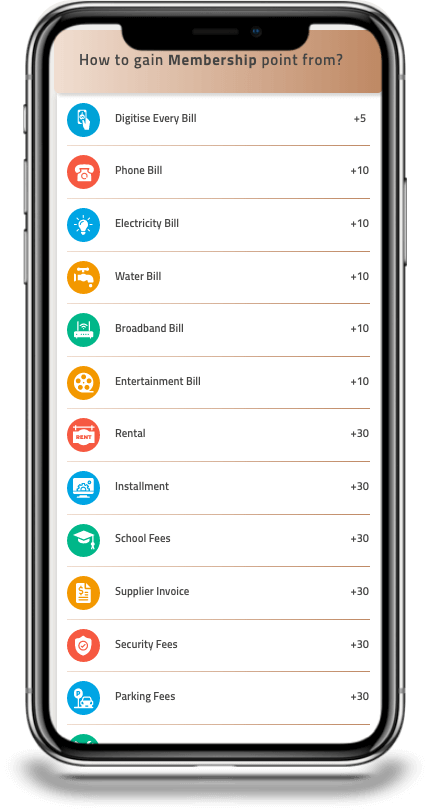 How to gain Membership point from?
Digitise Every Bill +5
Phone Bill +10
Electricity Bill +10
Water Bill +10
Broadband Bill +10
Entertainment Bill +10
RENT
Rental +30
Installment +30
School Fees +30
Supplier Invoice +30
Security Fees +30
P
Parking Fees +30